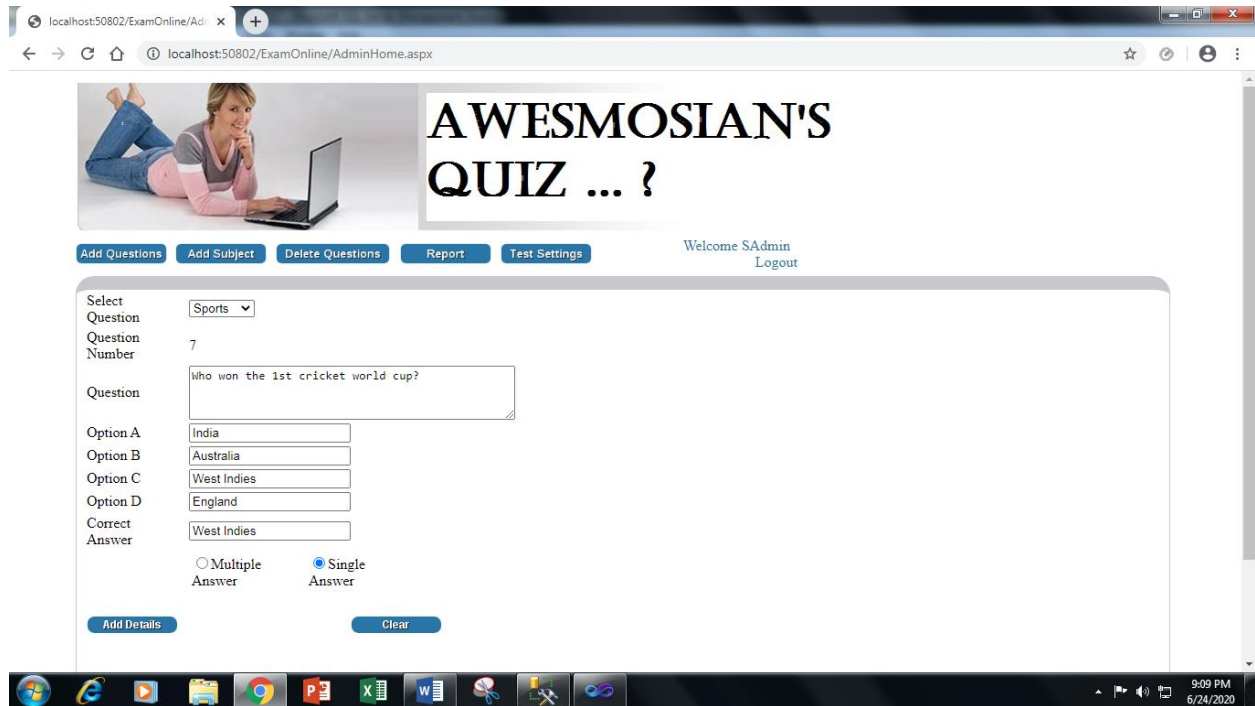 localhost:50802/ExamOnline/Adr
localhost:50802/ExamOnline/AdminHome.aspx
AWESMOSIAN'S
QUIZ ... ?
Add Questions Add Subject Delete Questions Report Test Settings Welcome SAdmin
Logout
Select
Question Sports
Question
Number 7
Question Who won the 1st cricket world cup?
Option A India
Option B Australia
Option C West Indies
Option D England
Correct
Answer West Indies
Multiple
Answer
Single
Answer
Add Details Clear
9:09 PM
6/24/2020